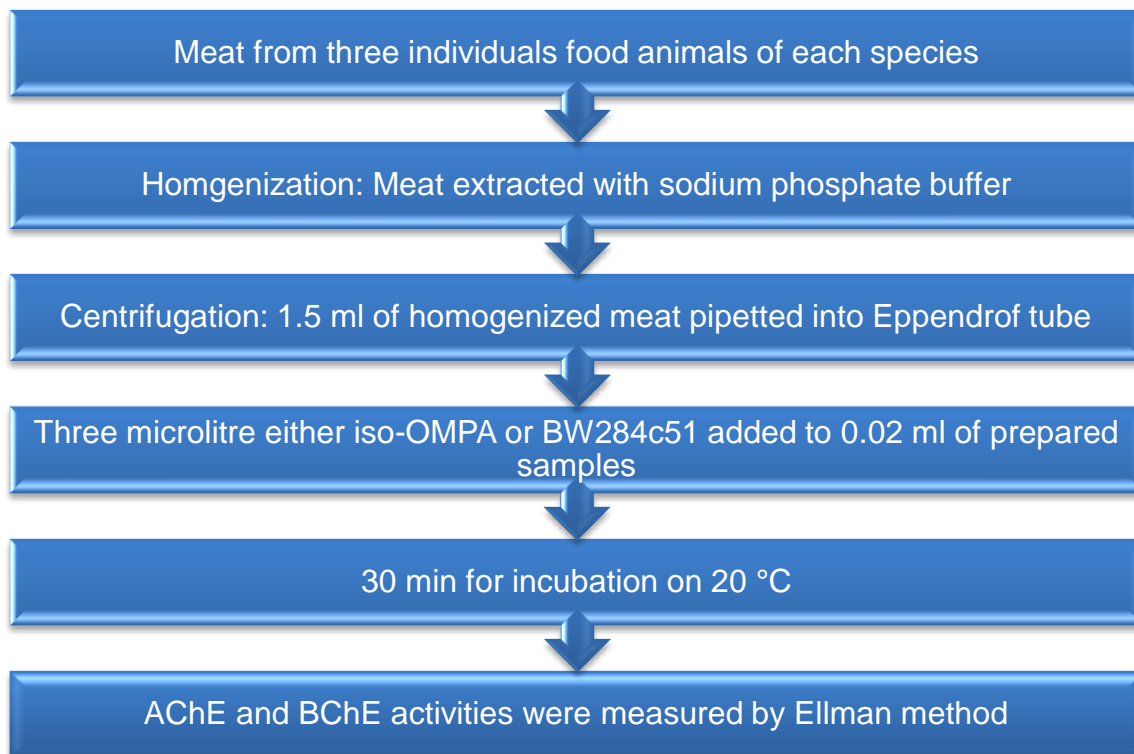 Meat from three individuals food animals of each species
Homgenization: Meat extracted with sodium phosphate buffer
Centrifugation: 1.5 ml of homogenized meat pipetted into Eppendrof tube
Three microlitre either iso-OMPA or BW284c51 added to 0.02 ml of prepared
samples
30 min for incubation on 20 °C
AChE and BChE activities were measured by Ellman method